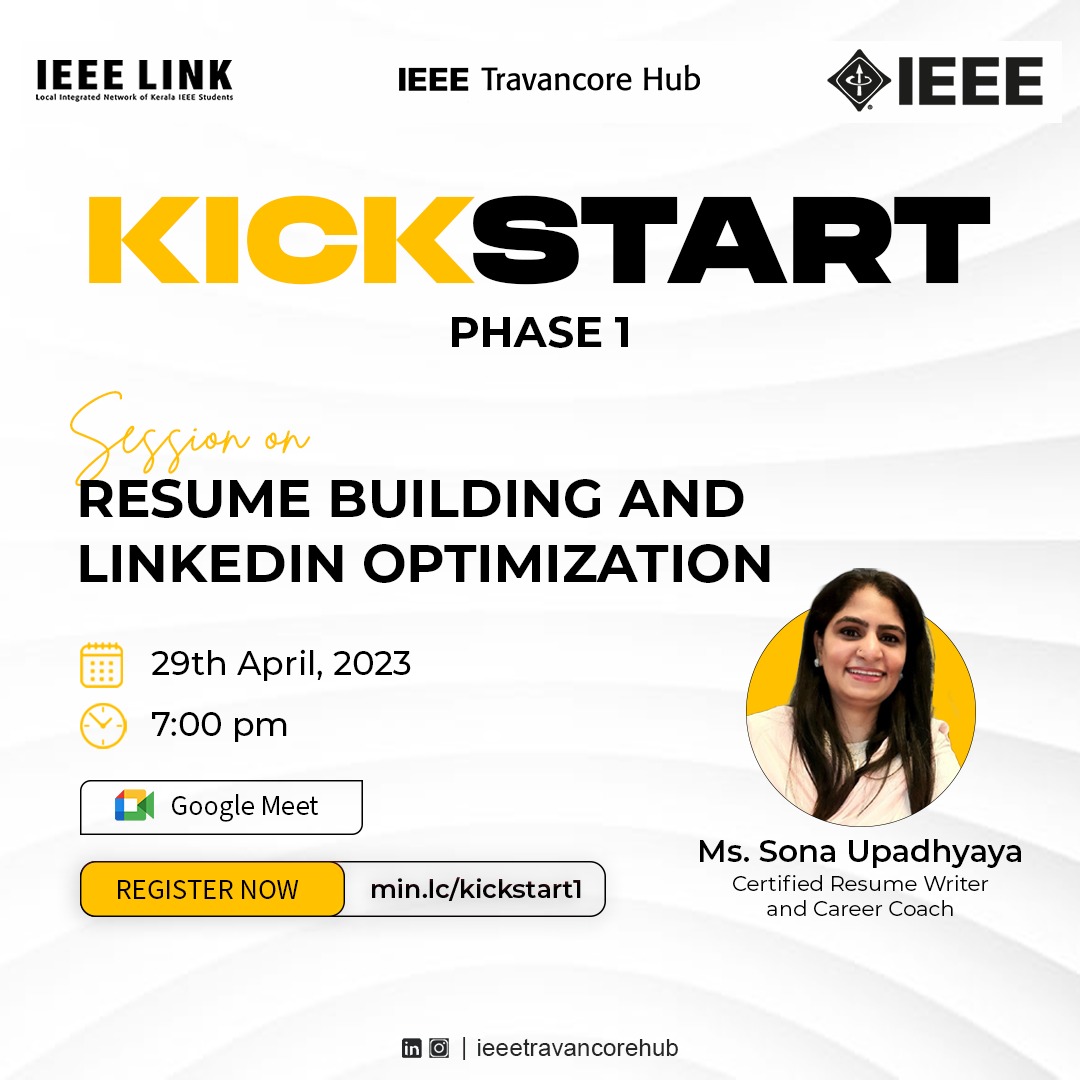 IEEE LINK
Local Integrated Network of Kerala IEEE Students
IEEE Travancore Hub
IEEE
KICKSTART
PHASE 1
Session on
RESUME BUILDING AND
LINKEDIN OPTIMIZATION
29th April, 2023
7:00 pm
Google Meet
REGISTER NOW
min.lc/kickstart1
Ms. Sona Upadhyaya
Certified Resume Writer
and Career Coach
in | ieeetravancorehub